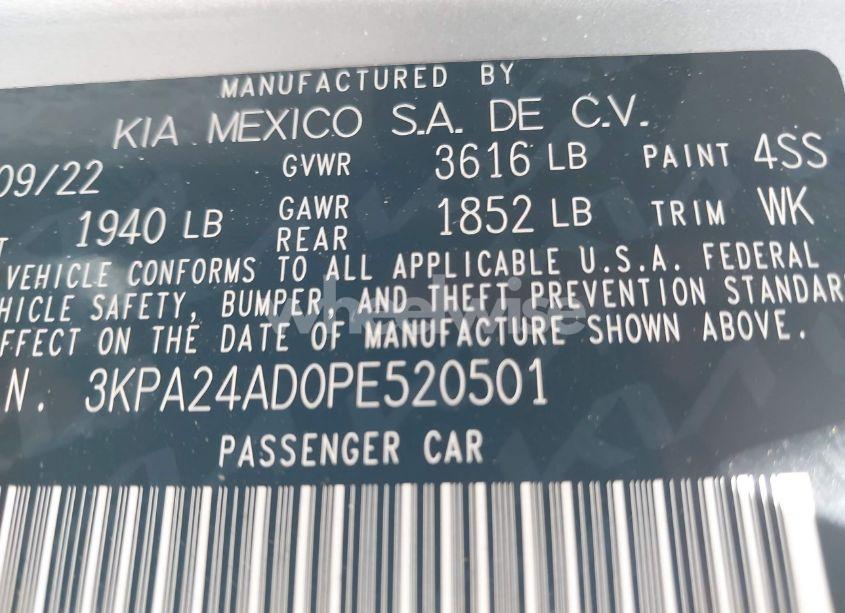 MANUFACTURED BY
KIA MEXICO S.A. DE C.V.
09/22 GVWR 3616 LB PAINT 4SS
T 1940 LB GAWR REAR 1852 LB TRIM WK
VEHICLE CONFORMS TO ALL APPLICABLE U.S.A. FEDERAL
HICLE SAFETY, BUMPER, AND THEFT PREVENTION STANDAR
FFECT ON THE DATE OF MANUFACTURE SHOWN ABOVE.
N. 3KPA24AD0PE520501
PASSENGER CAR
wheelwise